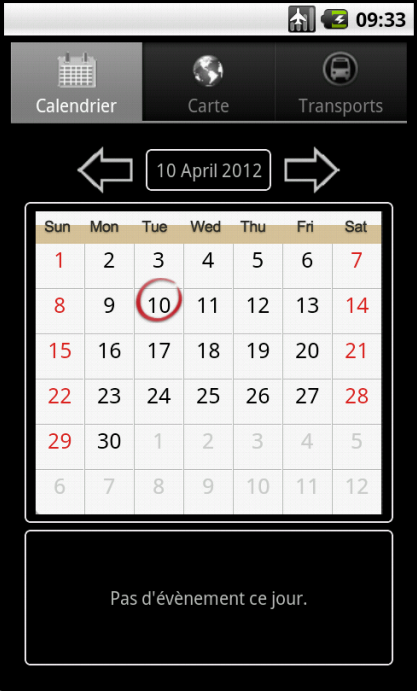 09:33
Calendrier Carte Transports
10 April 2012
Sun Mon Tue Wed Thu Fri Sat
1 2 3 4 5 6 7
8 9 10 11 12 13 14
15 16 17 18 19 20 21
22 23 24 25 26 27 28
29 30 1 2 3 4 5
6 7 8 9 10 11 12
Pas d'évènement ce jour.